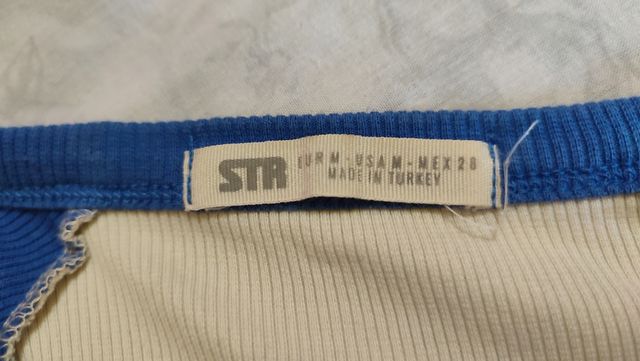 STR
EUR M - USA M - MEX 28
MADE IN TURKEY